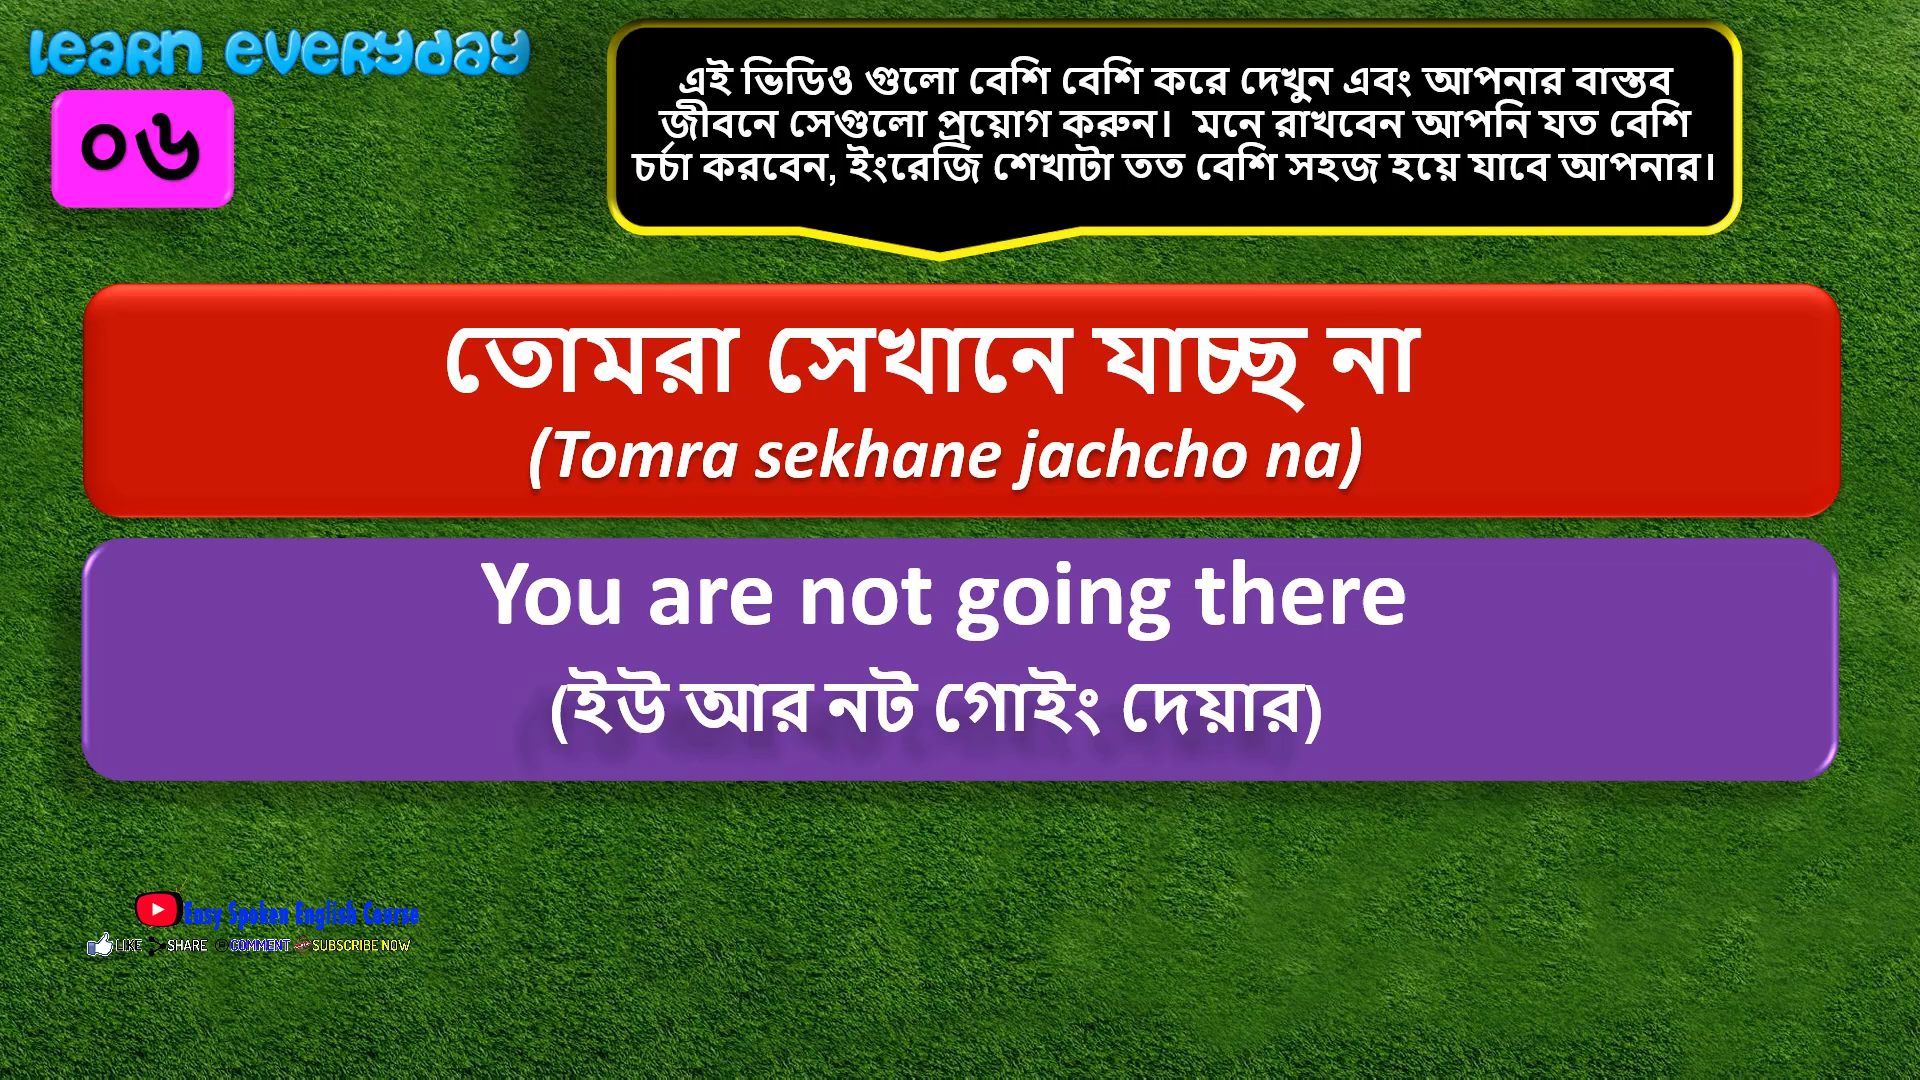 Learn Everyday
০৬
এই ভিডিও গুলো বেশি বেশি করে দেখুন এবং আপনার বাস্তব
জীবনে সেগুলো প্রয়োগ করুন। মনে রাখবেন আপনি যত বেশি
চর্চা করবেন, ইংরেজি শেখাটা তত বেশি সহজ হয়ে যাবে আপনার।
তোমরা সেখানে যাচ্ছ না
(Tomra sekhane jachcho na)
You are not going there
(ইউ আর নট গোইং দেয়ার)
Easy Spoken English Course
LIKE SHARE COMMENT SUBSCRIBE NOW